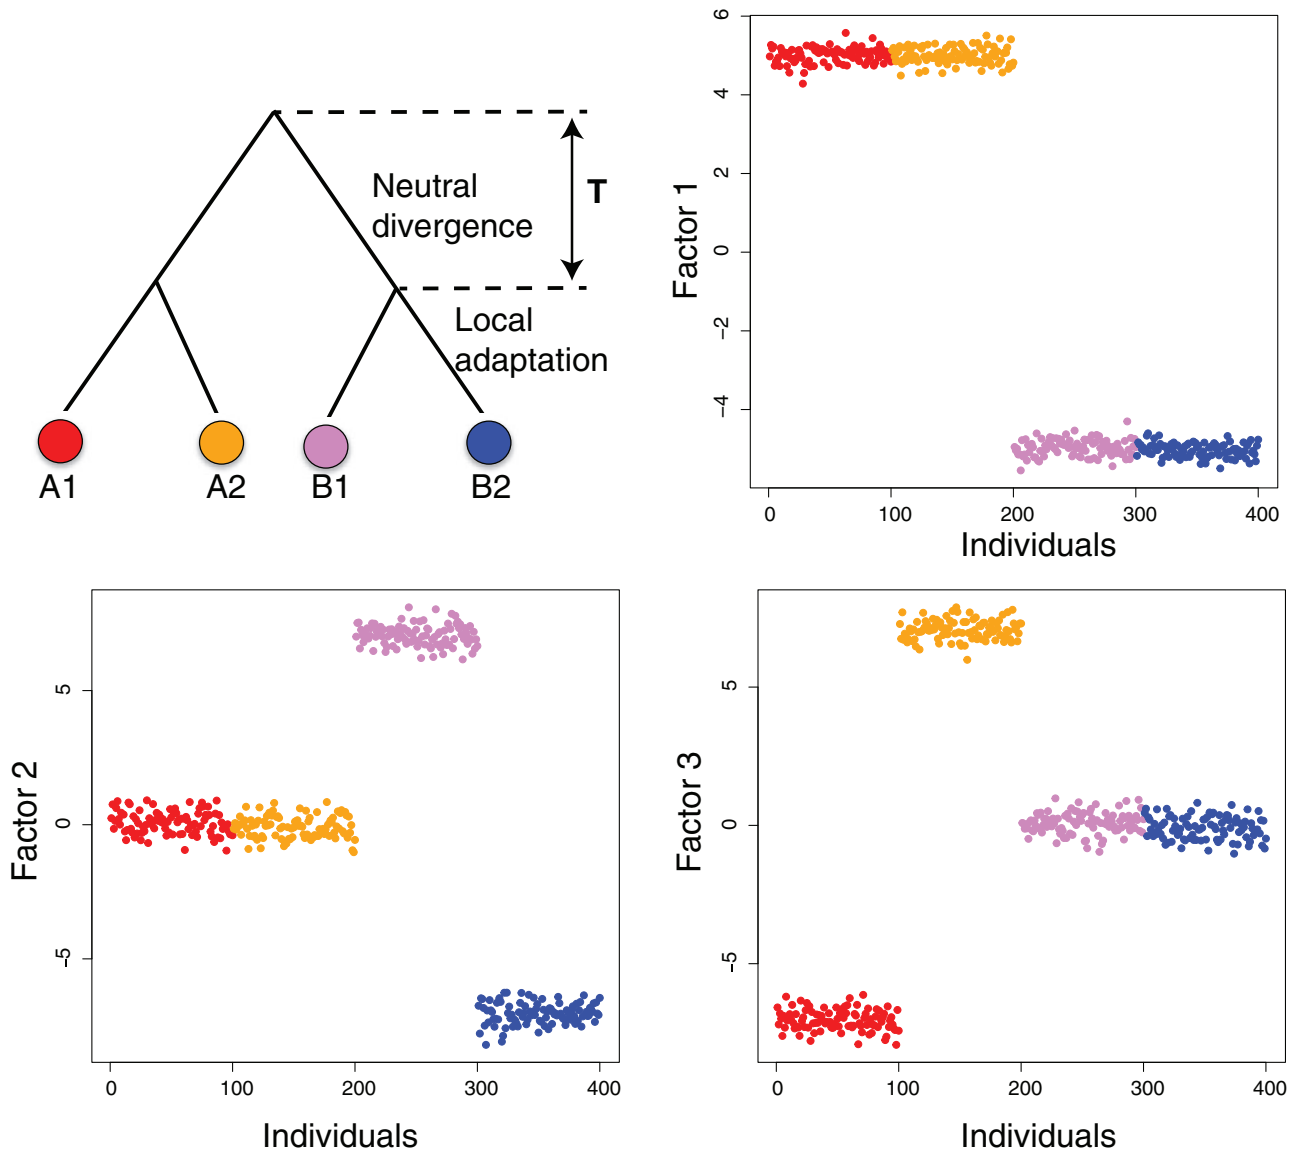 Neutral
divergence
T
Local
adaptation
A1 A2 B1 B2
6
4
2
0
−2
−4
Factor 1
0 100 200 300 400
Individuals
5
0
−5
Factor 2
0 100 200 300 400
Individuals
5
0
−5
Factor 3
0 100 200 300 400
Individuals